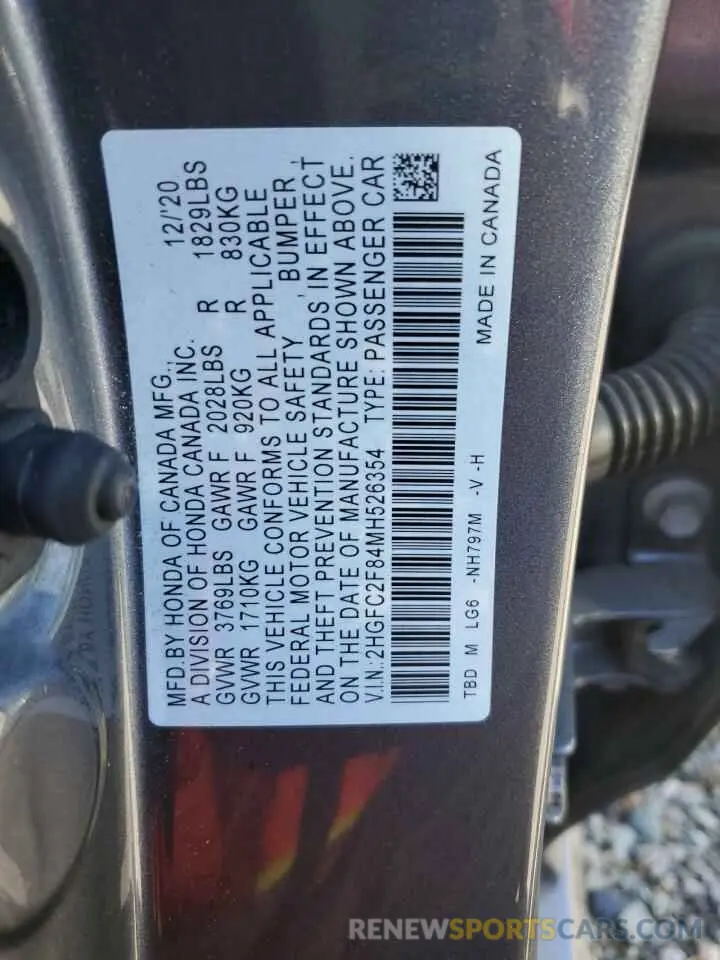 MFD.BY HONDA OF CANADA MFG., 12/'20
A DIVISION OF HONDA CANADA INC.
GVWR 3769LBS GAWR F 2028LBS R 1829LBS
GVWR 1710KG GAWR F 920KG R 830KG
THIS VEHICLE CONFORMS TO ALL APPLICABLE
FEDERAL MOTOR VEHICLE SAFETY , BUMPER ,
AND THEFT PREVENTION STANDARDS IN EFFECT
ON THE DATE OF MANUFACTURE SHOWN ABOVE.
V.I.N.:2HGFC2F84MH526354 TYPE: PASSENGER CAR
TBD M LG6 -NH797M -V -H MADE IN CANADA
RENEWSPORTSCARS.COM